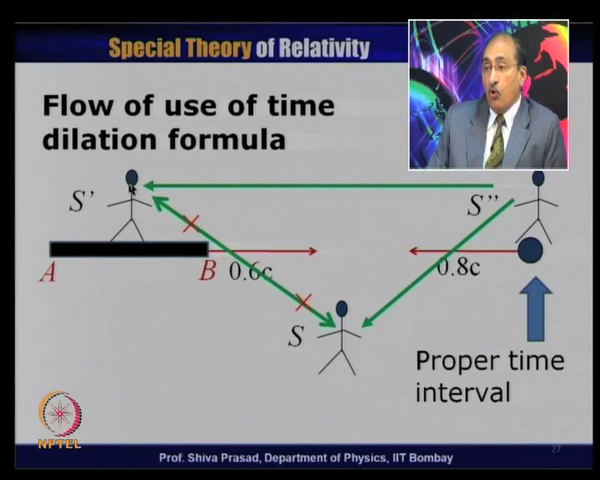 Special Theory of Relativity
Flow of use of time
dilation formula
S'
S"
A
B
0.6c
0.8c
S
Proper time
interval
NPTEL
Prof. Shiva Prasad, Department of Physics, IIT Bombay
27